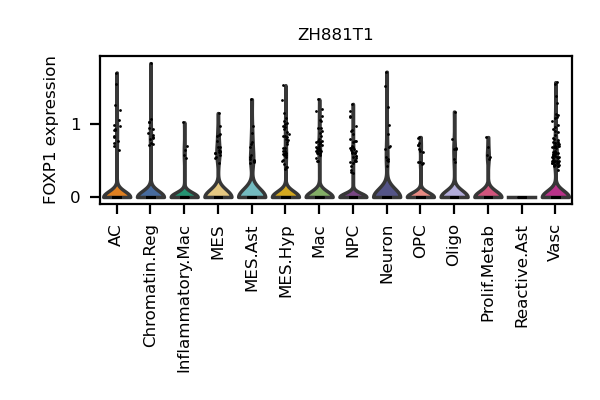 ZH881T1
FOXP1 expression
1
0
AC
Chromatin.Reg
Inflammatory.Mac
MES
MES.Ast
MES.Hyp
Mac
NPC
Neuron
OPC
Oligo
Prolif.Metab
Reactive.Ast
Vasc